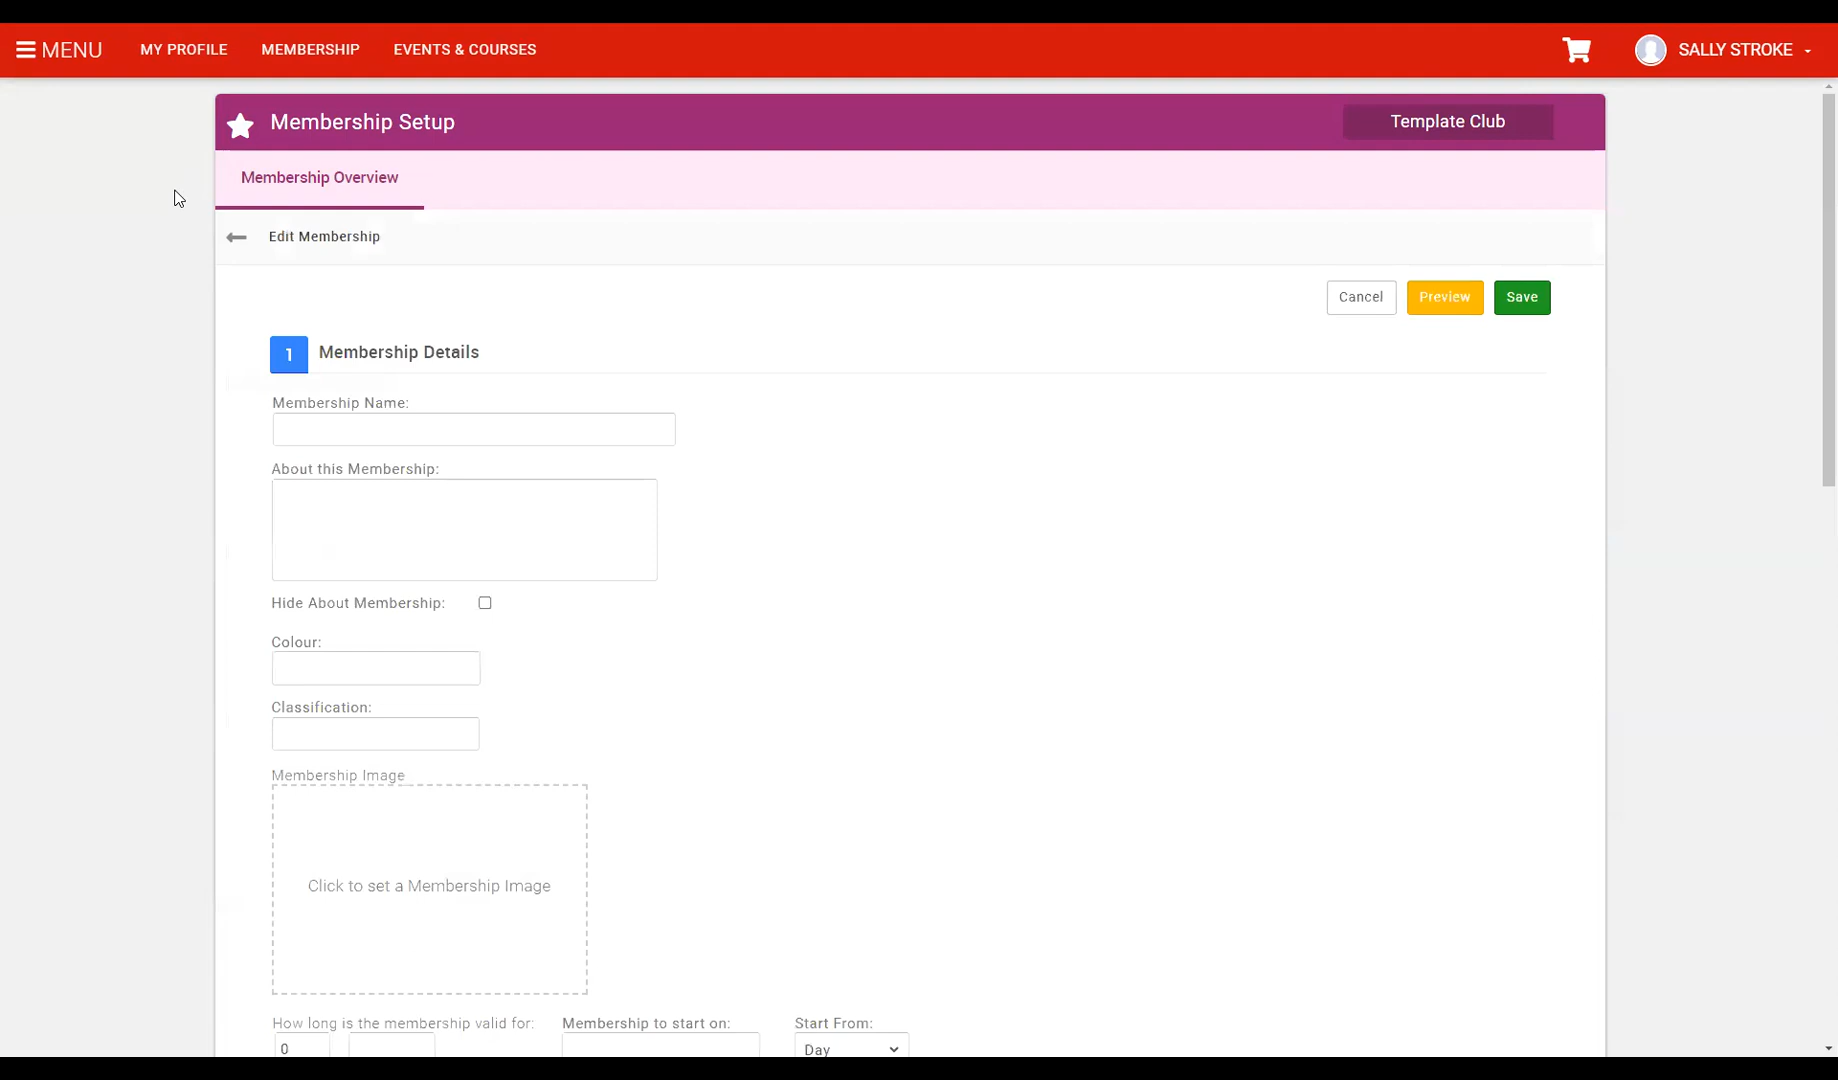 MENU MY PROFILE MEMBERSHIP EVENTS & COURSES SALLY STROKE
Membership Setup Template Club
Membership Overview
Edit Membership
Cancel Preview Save
1 Membership Details
Membership Name:
About this Membership:
Hide About Membership:
Colour:
Classification:
Membership Image
Click to set a Membership Image
How long is the membership valid for: Membership to start on: Start From:
0 Day